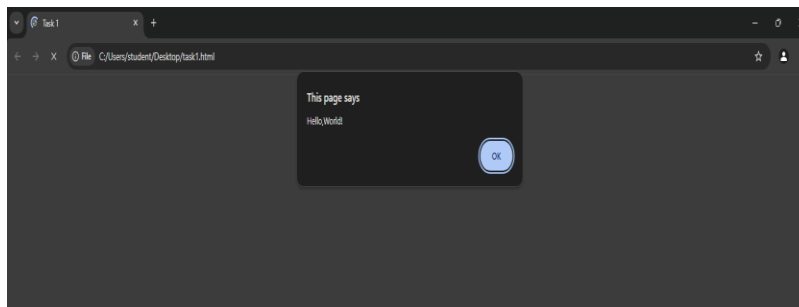 Task 1
File C:/Users/student/Desktop/task1.html
This page says
Hello,World!
OK